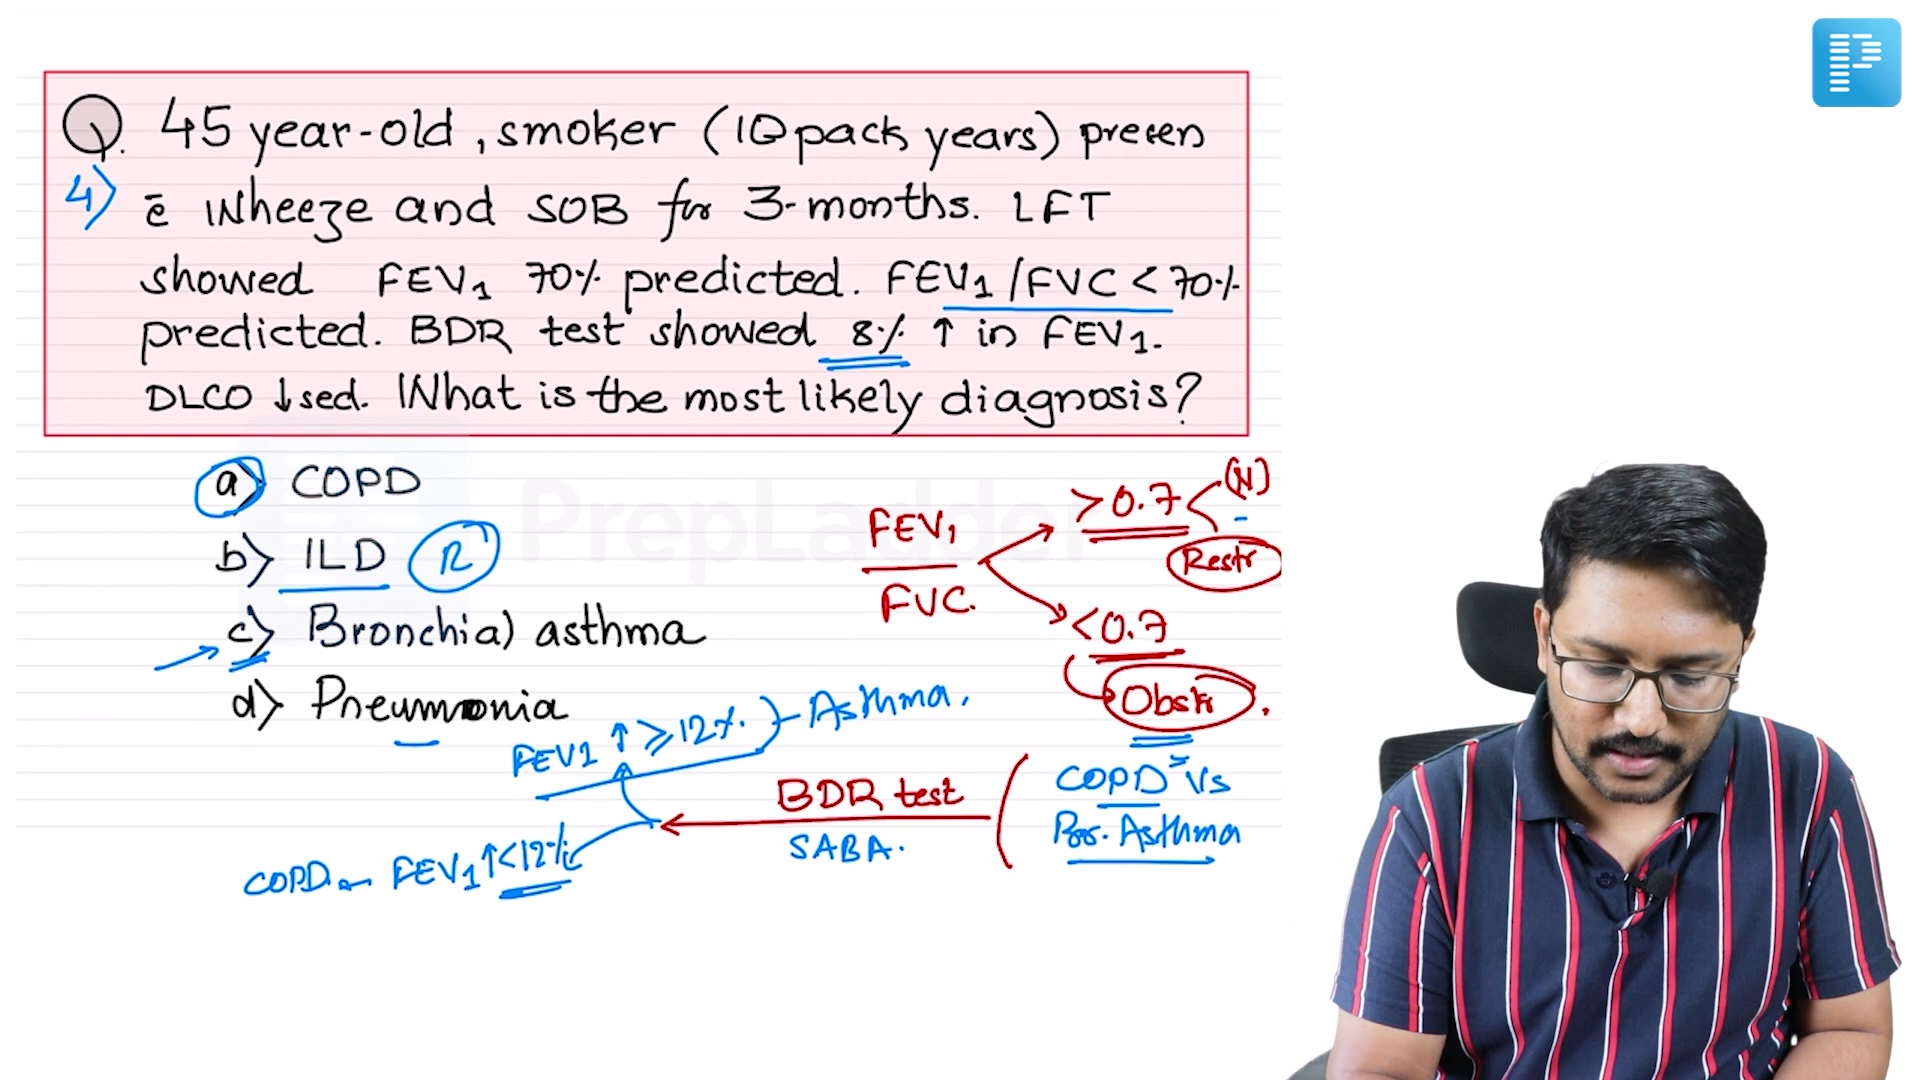 Q. 45 year-old, smoker (10 pack years) presen
4) c̄ Wheeze and SOB for 3-months. LFT
showed FEV1 70% predicted. FEV1/FVC < 70%
predicted. BDR test showed 8% ↑ in FEV1.
DLCO ↓sed. What is the most likely diagnosis?
a) COPD
b) ILD R
c) Bronchial asthma
d) Pneumonia
PrepLadder
FEV1
FVC.
> 0.7
(N)
Restr
< 0.7
Obstr.
COPD Vs
Bs. Asthma
BDR test
SABA.
FEV1 ↑ ≥12% } Asthma.
COPD ← FEV1 ↑ <12%